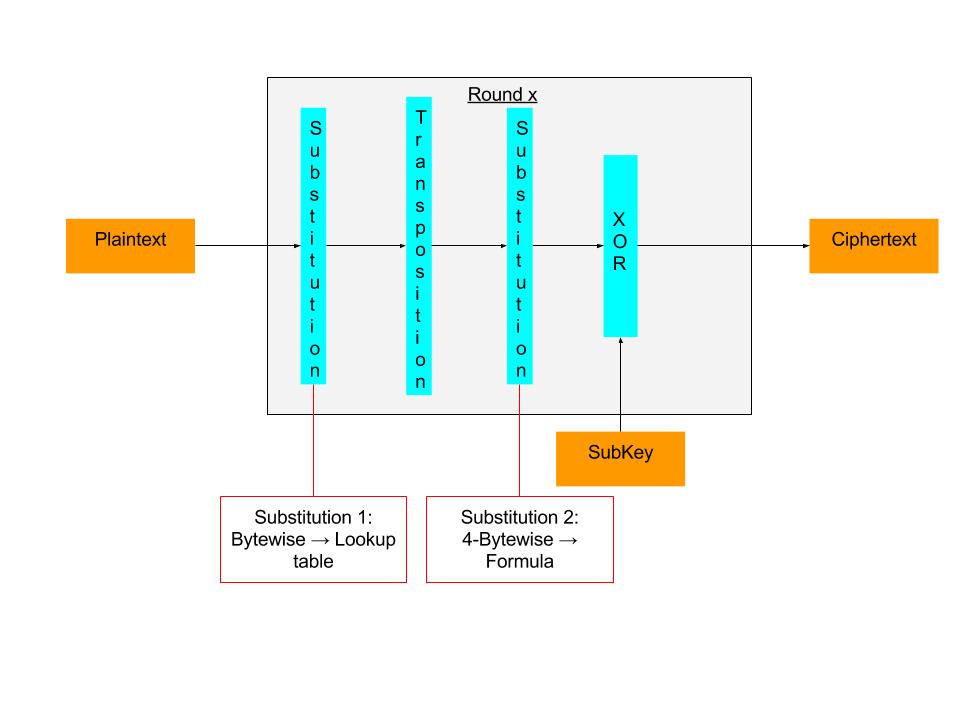 Round x
Plaintext
Substitution
Transposition
Substitution
XOR
Ciphertext
SubKey
Substitution 1:
Bytewise → Lookup
table
Substitution 2:
4-Bytewise →
Formula